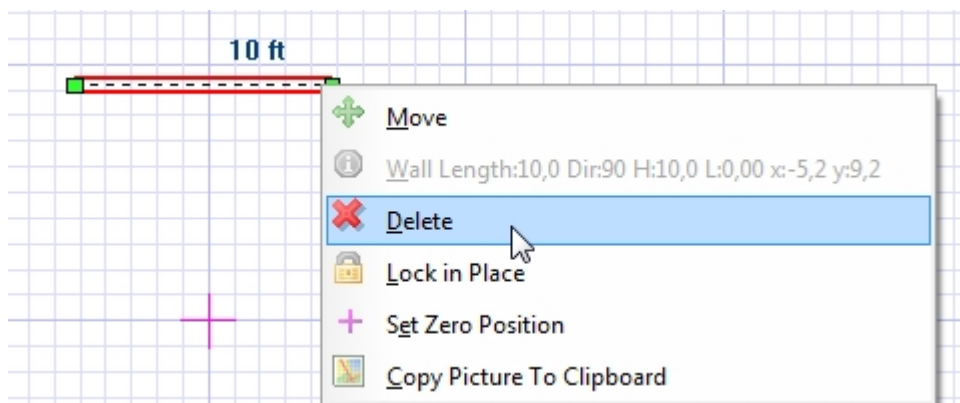 10 ft
Move
Wall Length:10,0 Dir:90 H:10,0 L:0,00 x:-5,2 y:9,2
Delete
Lock in Place
Set Zero Position
Copy Picture To Clipboard